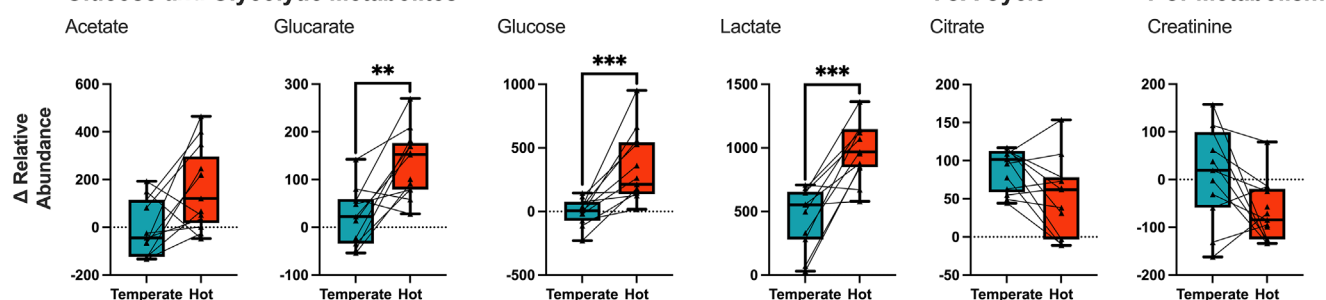 Acetate
Glucarate
Glucose
Lactate
Citrate
Creatinine
Δ Relative
Abundance
600
400
200
0
-200
Temperate Hot
**
300
200
100
0
-100
Temperate Hot
***
1000
500
0
-500
Temperate Hot
***
1500
1000
500
0
Temperate Hot
200
150
100
50
0
-50
Temperate Hot
200
100
0
-100
-200
Temperate Hot